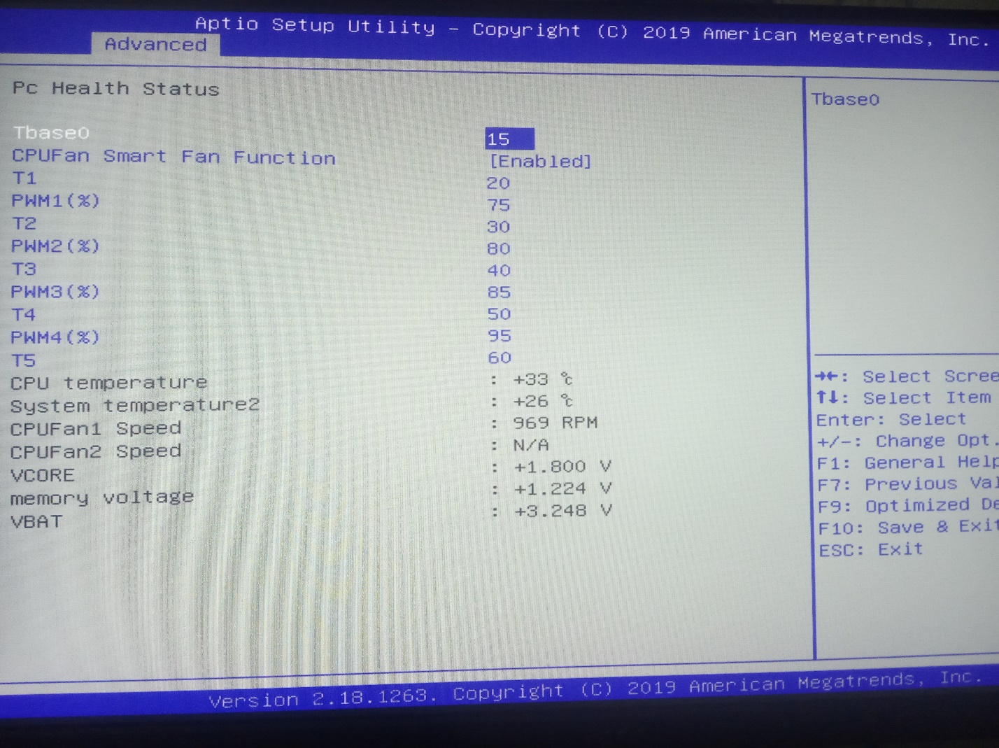 Aptio Setup Utility - Copyright (C) 2019 American Megatrends, Inc.
Advanced
Pc Health Status
Tbase0 15
CPUFan Smart Fan Function [Enabled]
T1 20
PWM1(%) 75
T2 30
PWM2(%) 80
T3 40
PWM3(%) 85
T4 50
PWM4(%) 95
T5 60
CPU temperature : +33 ℃
System temperature2 : +26 ℃
CPUFan1 Speed : 969 RPM
CPUFan2 Speed : N/A
VCORE : +1.800 V
memory voltage : +1.224 V
VBAT : +3.248 V
Tbase0
→←: Select Scree
↑↓: Select Item
Enter: Select
+/-: Change Opt.
F1: General Help
F7: Previous Val
F9: Optimized De
F10: Save & Exit
ESC: Exit
Version 2.18.1263. Copyright (C) 2019 American Megatrends, Inc.